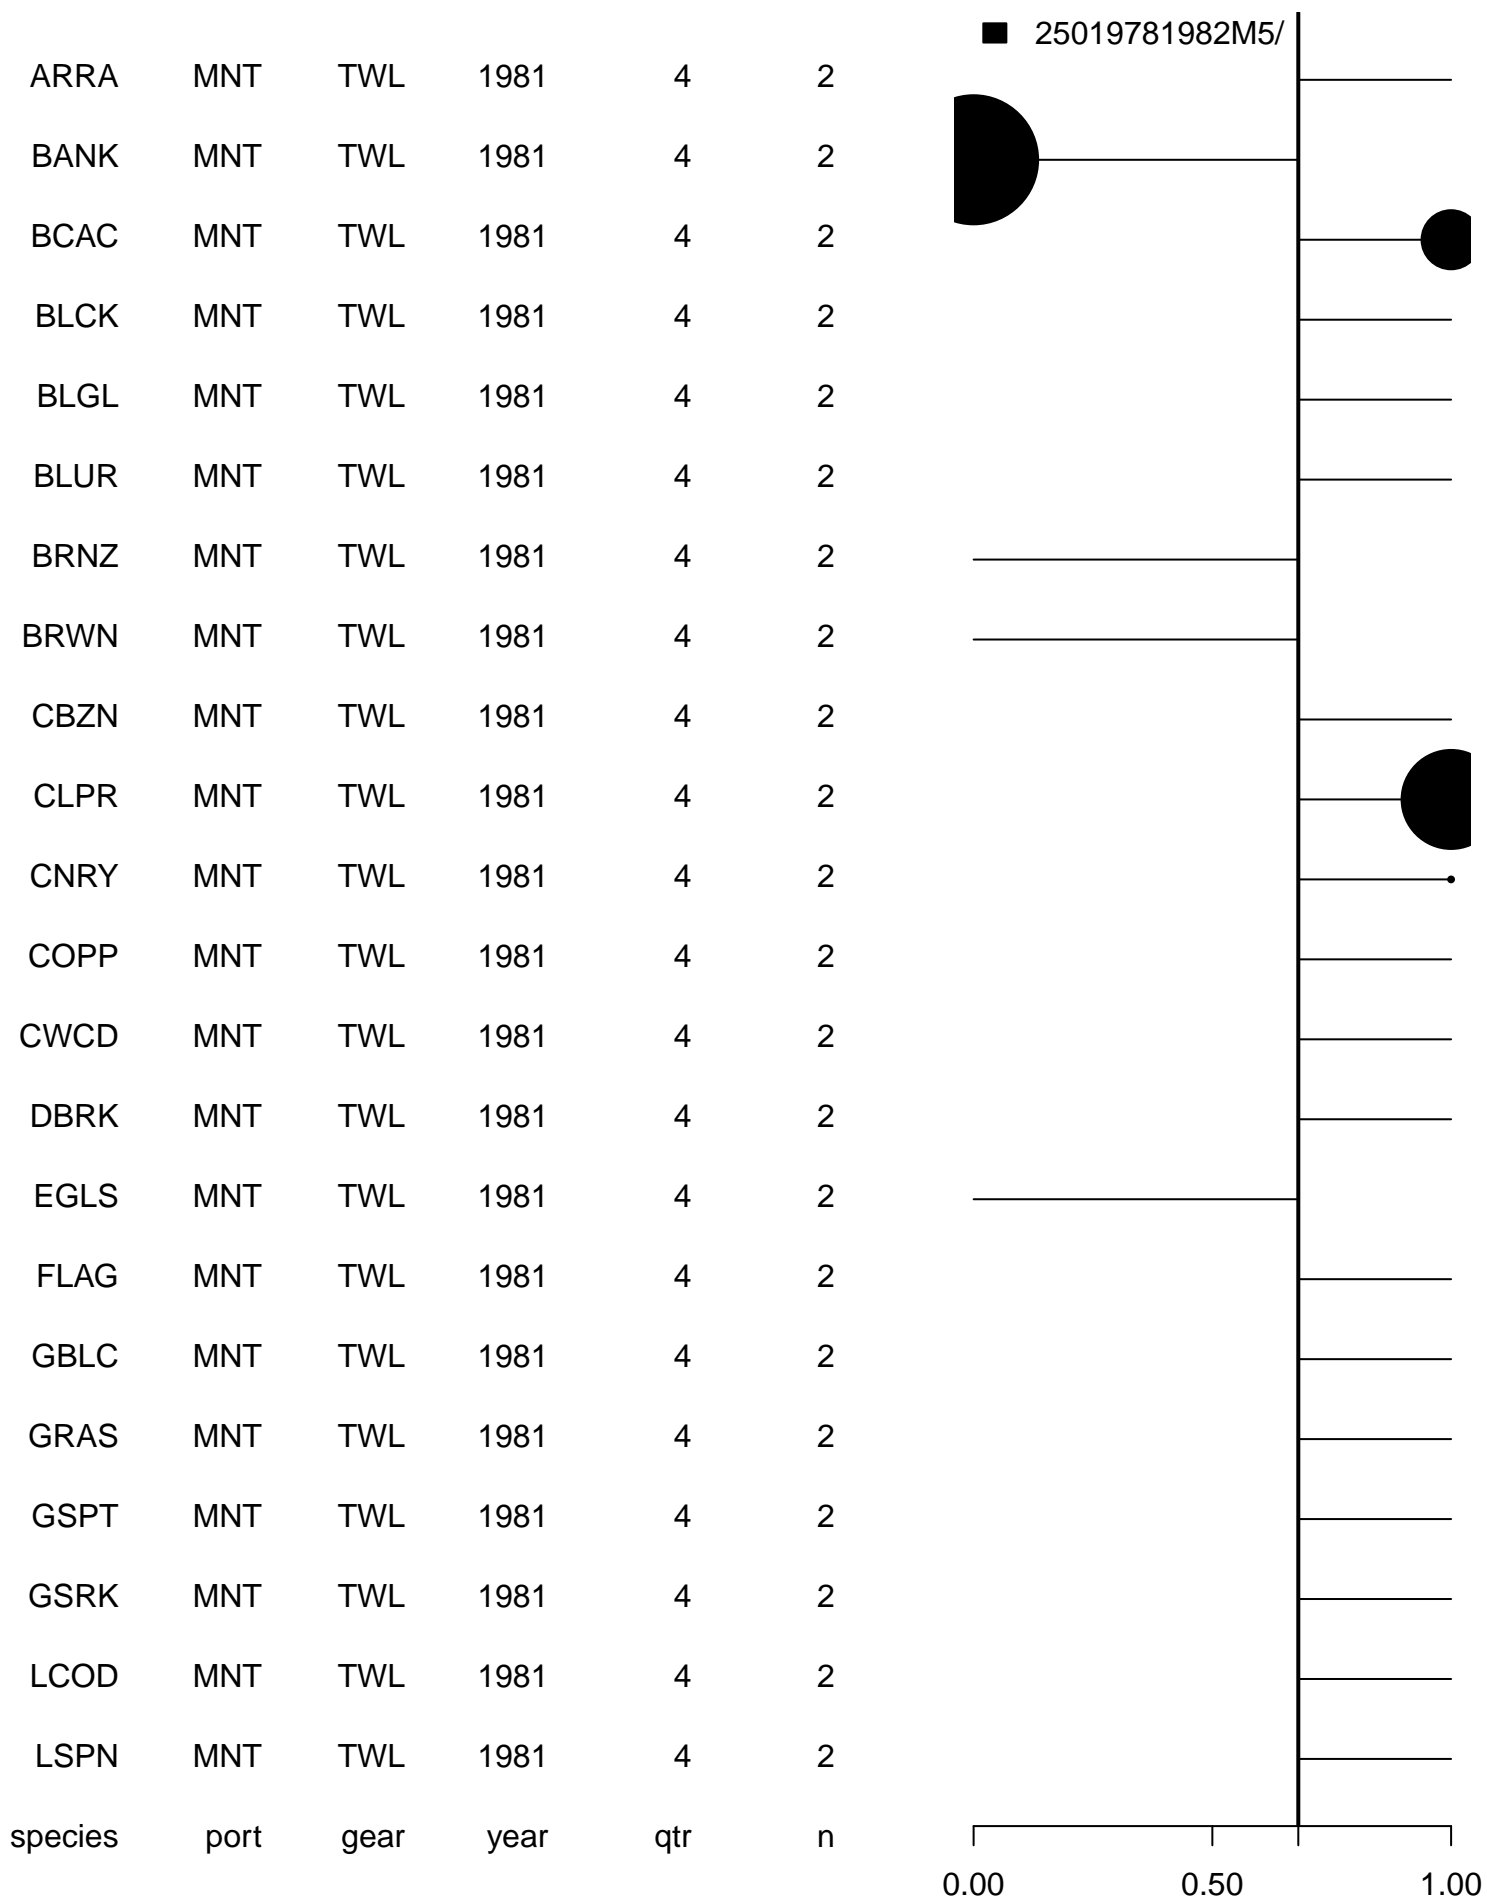 25019781982M5/
ARRA MNT TWL 1981 4 2
BANK MNT TWL 1981 4 2
BCAC MNT TWL 1981 4 2
BLCK MNT TWL 1981 4 2
BLGL MNT TWL 1981 4 2
BLUR MNT TWL 1981 4 2
BRNZ MNT TWL 1981 4 2
BRWN MNT TWL 1981 4 2
CBZN MNT TWL 1981 4 2
CLPR MNT TWL 1981 4 2
CNRY MNT TWL 1981 4 2
COPP MNT TWL 1981 4 2
CWCD MNT TWL 1981 4 2
DBRK MNT TWL 1981 4 2
EGLS MNT TWL 1981 4 2
FLAG MNT TWL 1981 4 2
GBLC MNT TWL 1981 4 2
GRAS MNT TWL 1981 4 2
GSPT MNT TWL 1981 4 2
GSRK MNT TWL 1981 4 2
LCOD MNT TWL 1981 4 2
LSPN MNT TWL 1981 4 2
species port gear year qtr n
0.00 0.50 1.00